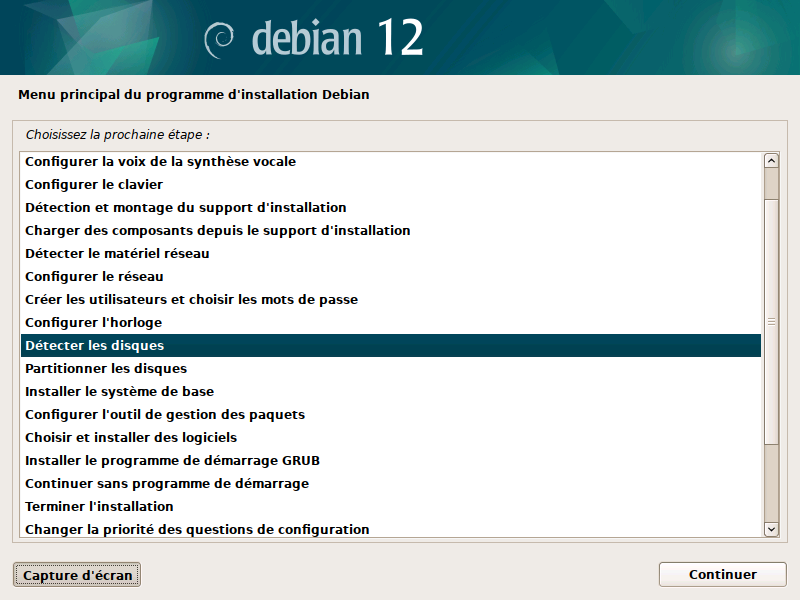 debian 12
Menu principal du programme d'installation Debian
Choisissez la prochaine étape :
Configurer la voix de la synthèse vocale
Configurer le clavier
Détection et montage du support d'installation
Charger des composants depuis le support d'installation
Détecter le matériel réseau
Configurer le réseau
Créer les utilisateurs et choisir les mots de passe
Configurer l'horloge
Détecter les disques
Partitionner les disques
Installer le système de base
Configurer l'outil de gestion des paquets
Choisir et installer des logiciels
Installer le programme de démarrage GRUB
Continuer sans programme de démarrage
Terminer l'installation
Changer la priorité des questions de configuration
Capture d'écran
Continuer